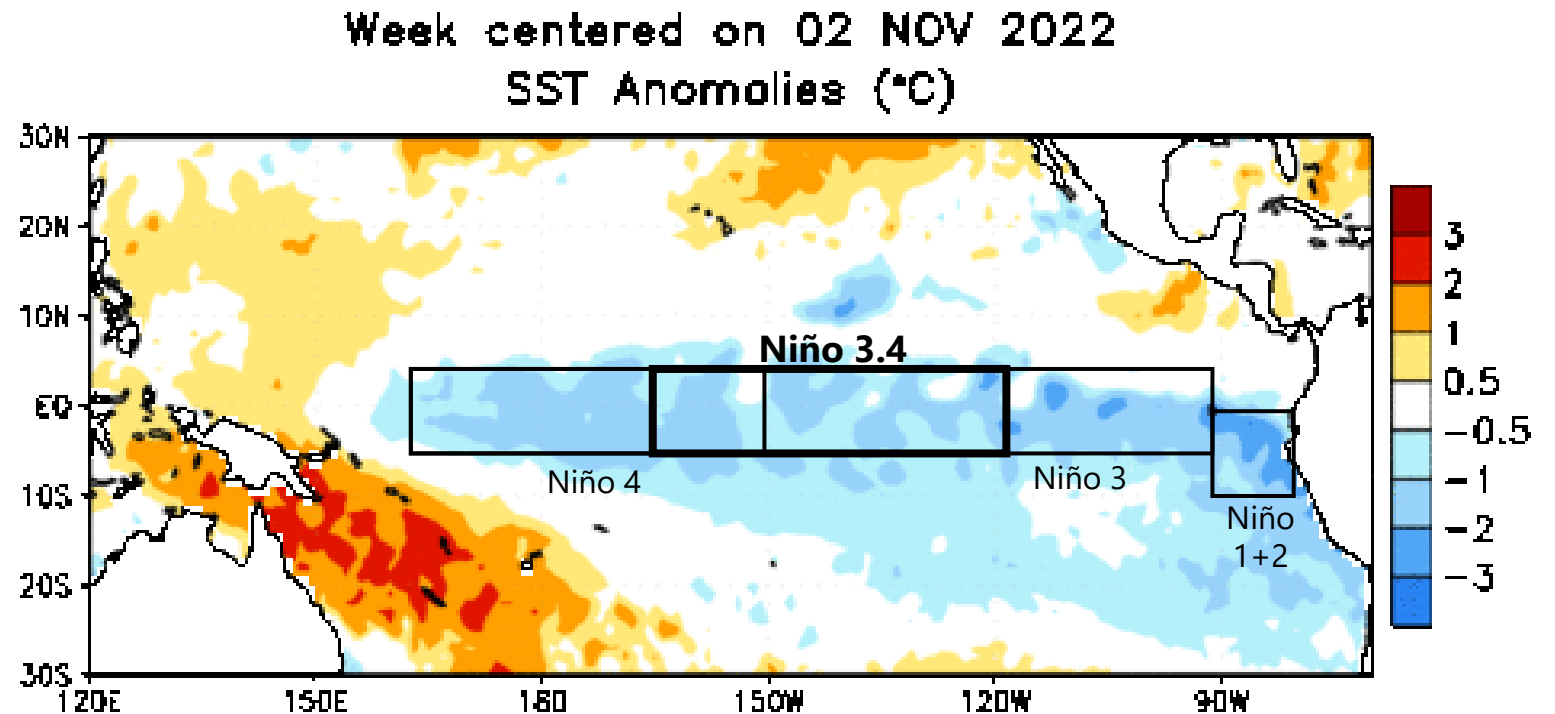 Week centered on 02 NOV 2022
SST Anomalies (°C)
30N
20N
10N
EQ
10S
20S
30S
120E
150E
180
150W
120W
90W
Niño 3.4
Niño 4
Niño 3
Niño
1+2
3
2
1
0.5
-0.5
-1
-2
-3